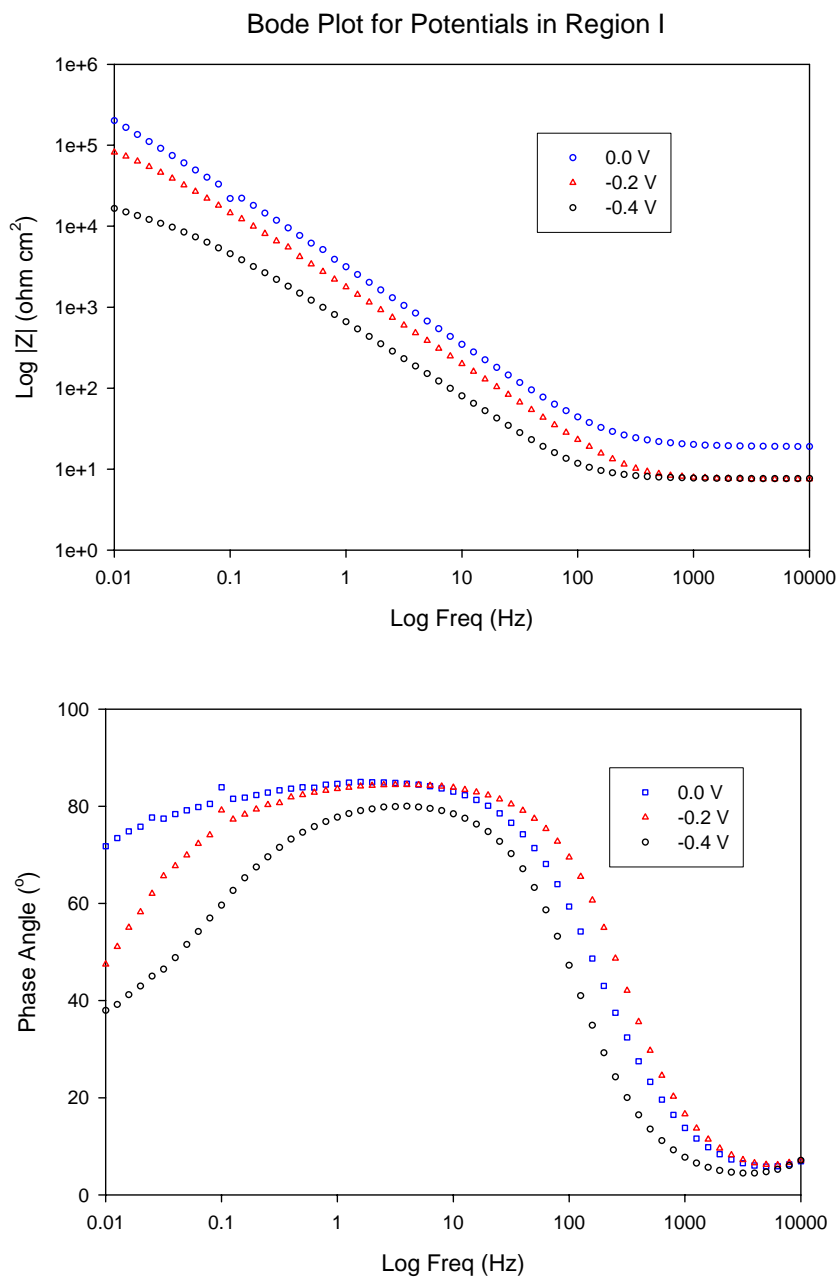 Bode Plot for Potentials in Region I
1e+6
1e+5
1e+4
1e+3
1e+2
1e+1
1e+0
Log |Z| (ohm cm²)
0.0 V
-0.2 V
-0.4 V
0.01 0.1 1 10 100 1000 10000
Log Freq (Hz)
100
80
60
40
20
0
Phase Angle (°)
0.0 V
-0.2 V
-0.4 V
0.01 0.1 1 10 100 1000 10000
Log Freq (Hz)